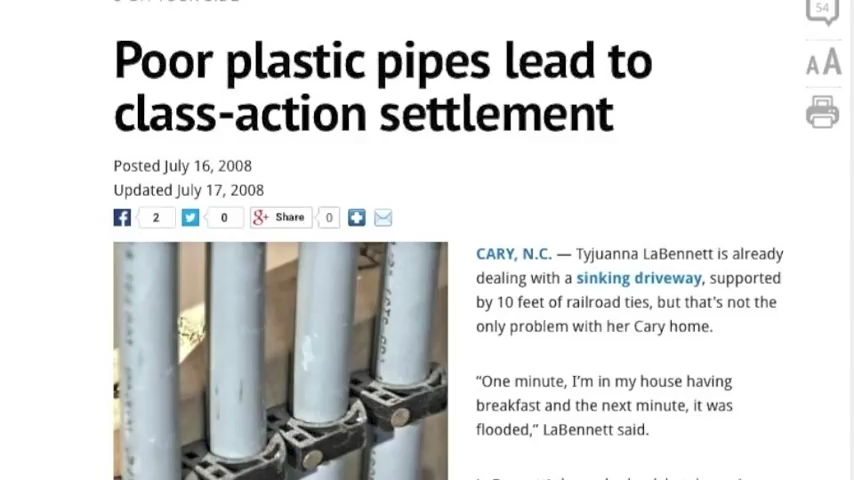 54
Poor plastic pipes lead to
class-action settlement
AA
Posted July 16, 2008
Updated July 17, 2008
f 2 0 g+ Share 0
CARY, N.C. — Tyjuanna LaBennett is already
dealing with a sinking driveway, supported
by 10 feet of railroad ties, but that's not the
only problem with her Cary home.
“One minute, I'm in my house having
breakfast and the next minute, it was
flooded,” LaBennett said.